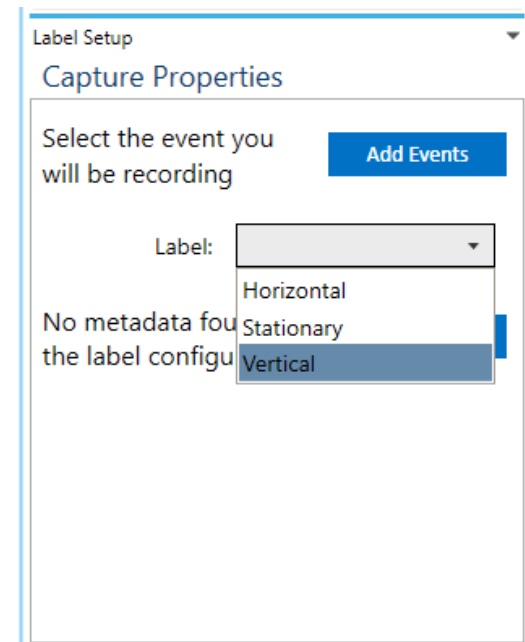 Label Setup
Capture Properties
Select the event you
will be recording
Add Events
Label:
Horizontal
Stationary
Vertical
No metadata fou
the label configu